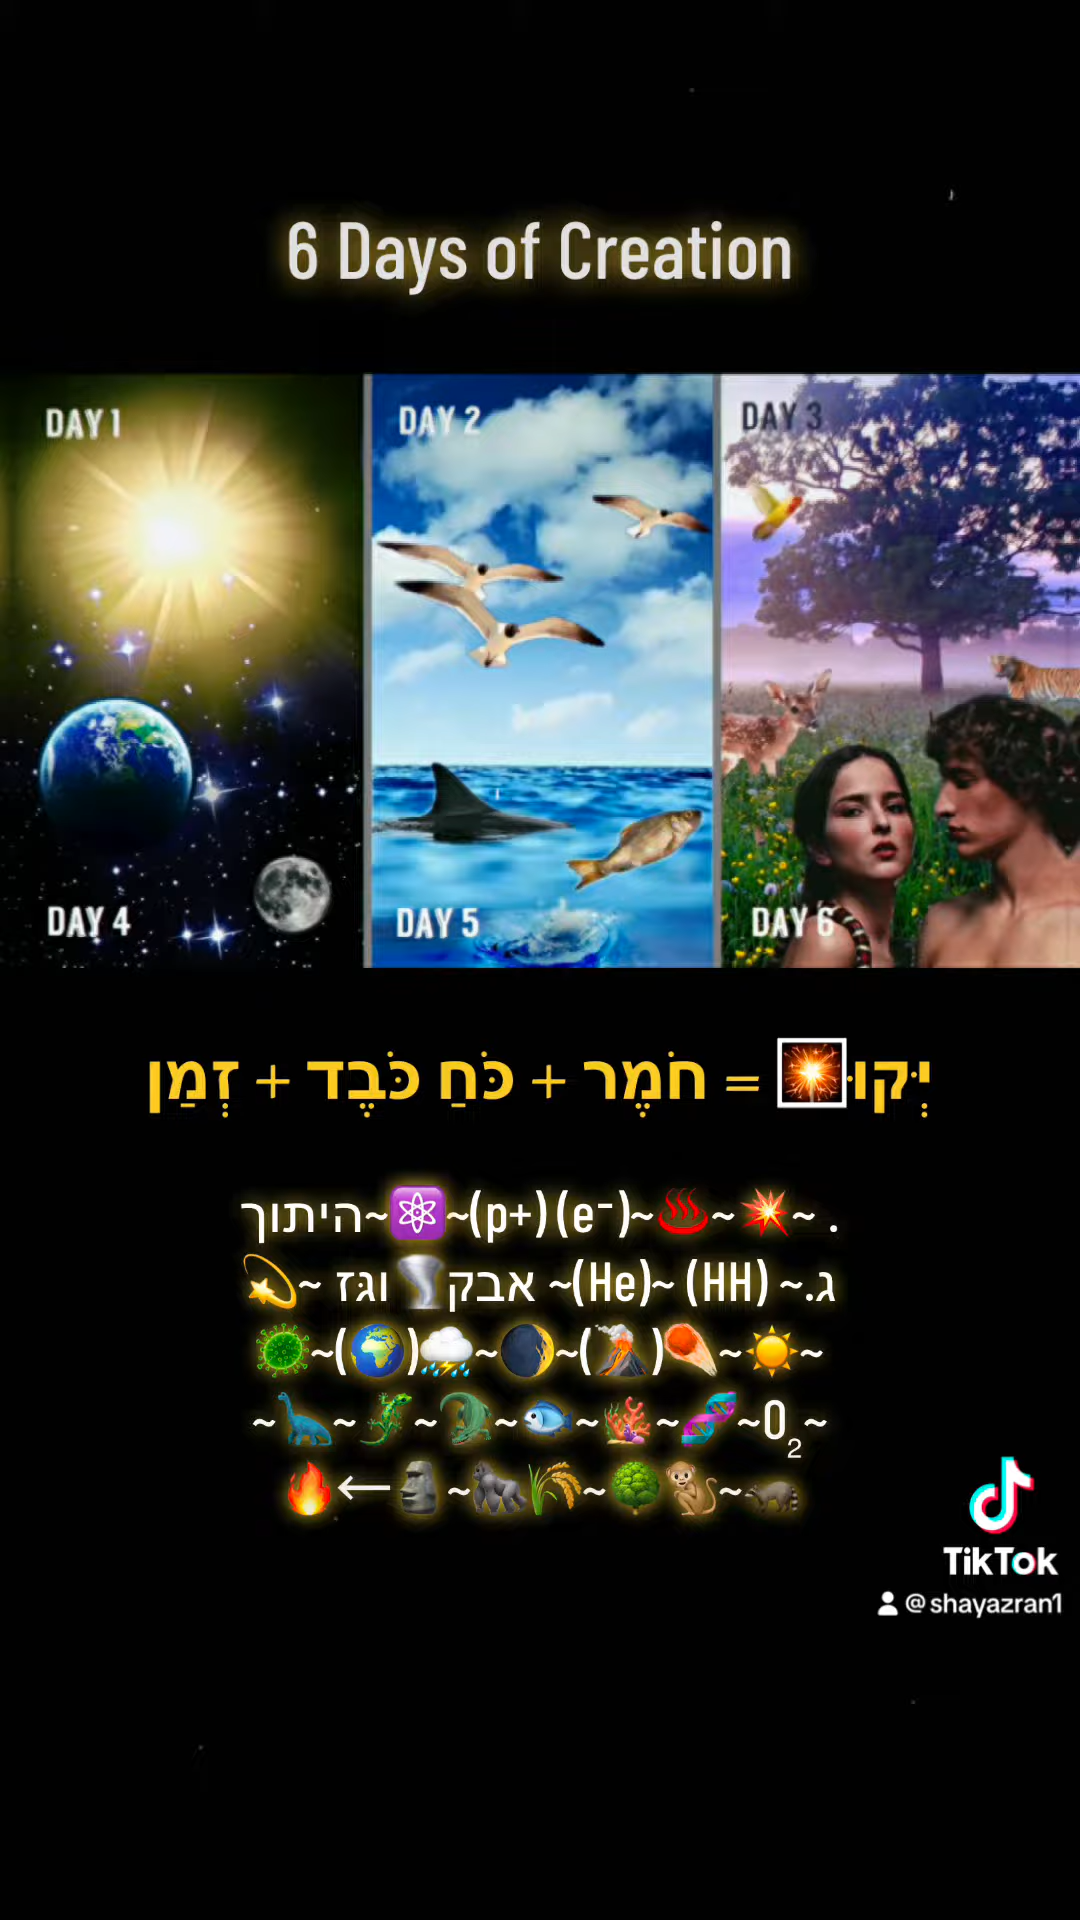 6 Days of Creation
DAY 1
DAY 2
DAY 3
DAY 4
DAY 5
DAY 6
יְּקוּ💥 = חֹמֶר + כֹּחַ כֹּבֶד + זְמַן
. ~💥~♨️~(p+)(e⁻)~⚛️~היתוך
ג.~ (HH) ~(He)~ אבק🌪️וגז ~💫
~☀️~☄️(🌋)~🌒~🌧️(🌍)~🦠
~O₂~🧬~🪸~🐟~🐊~🦎~🦕~
🦝~🐒🌳~🌾🦍~🗿←🔥
TikTok
@shayazran1